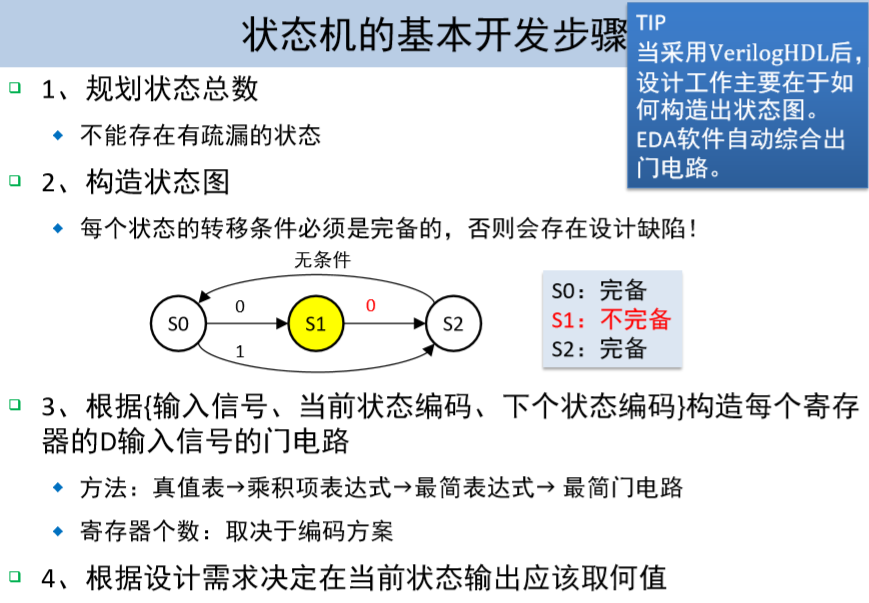 状态机的基本开发步骤
TIP
当采用VerilogHDL后，
设计工作主要在于如
何构造出状态图。
EDA软件自动综合出
门电路。
1、规划状态总数
不能存在有疏漏的状态
2、构造状态图
每个状态的转移条件必须是完备的，否则会存在设计缺陷！
无条件
S0
0
S1
0
S2
1
S0：完备
S1：不完备
S2：完备
3、根据{输入信号、当前状态编码、下个状态编码}构造每个寄存
器的D输入信号的门电路
方法：真值表→乘积项表达式→最简表达式→ 最简门电路
寄存器个数：取决于编码方案
4、根据设计需求决定在当前状态输出应该取何值